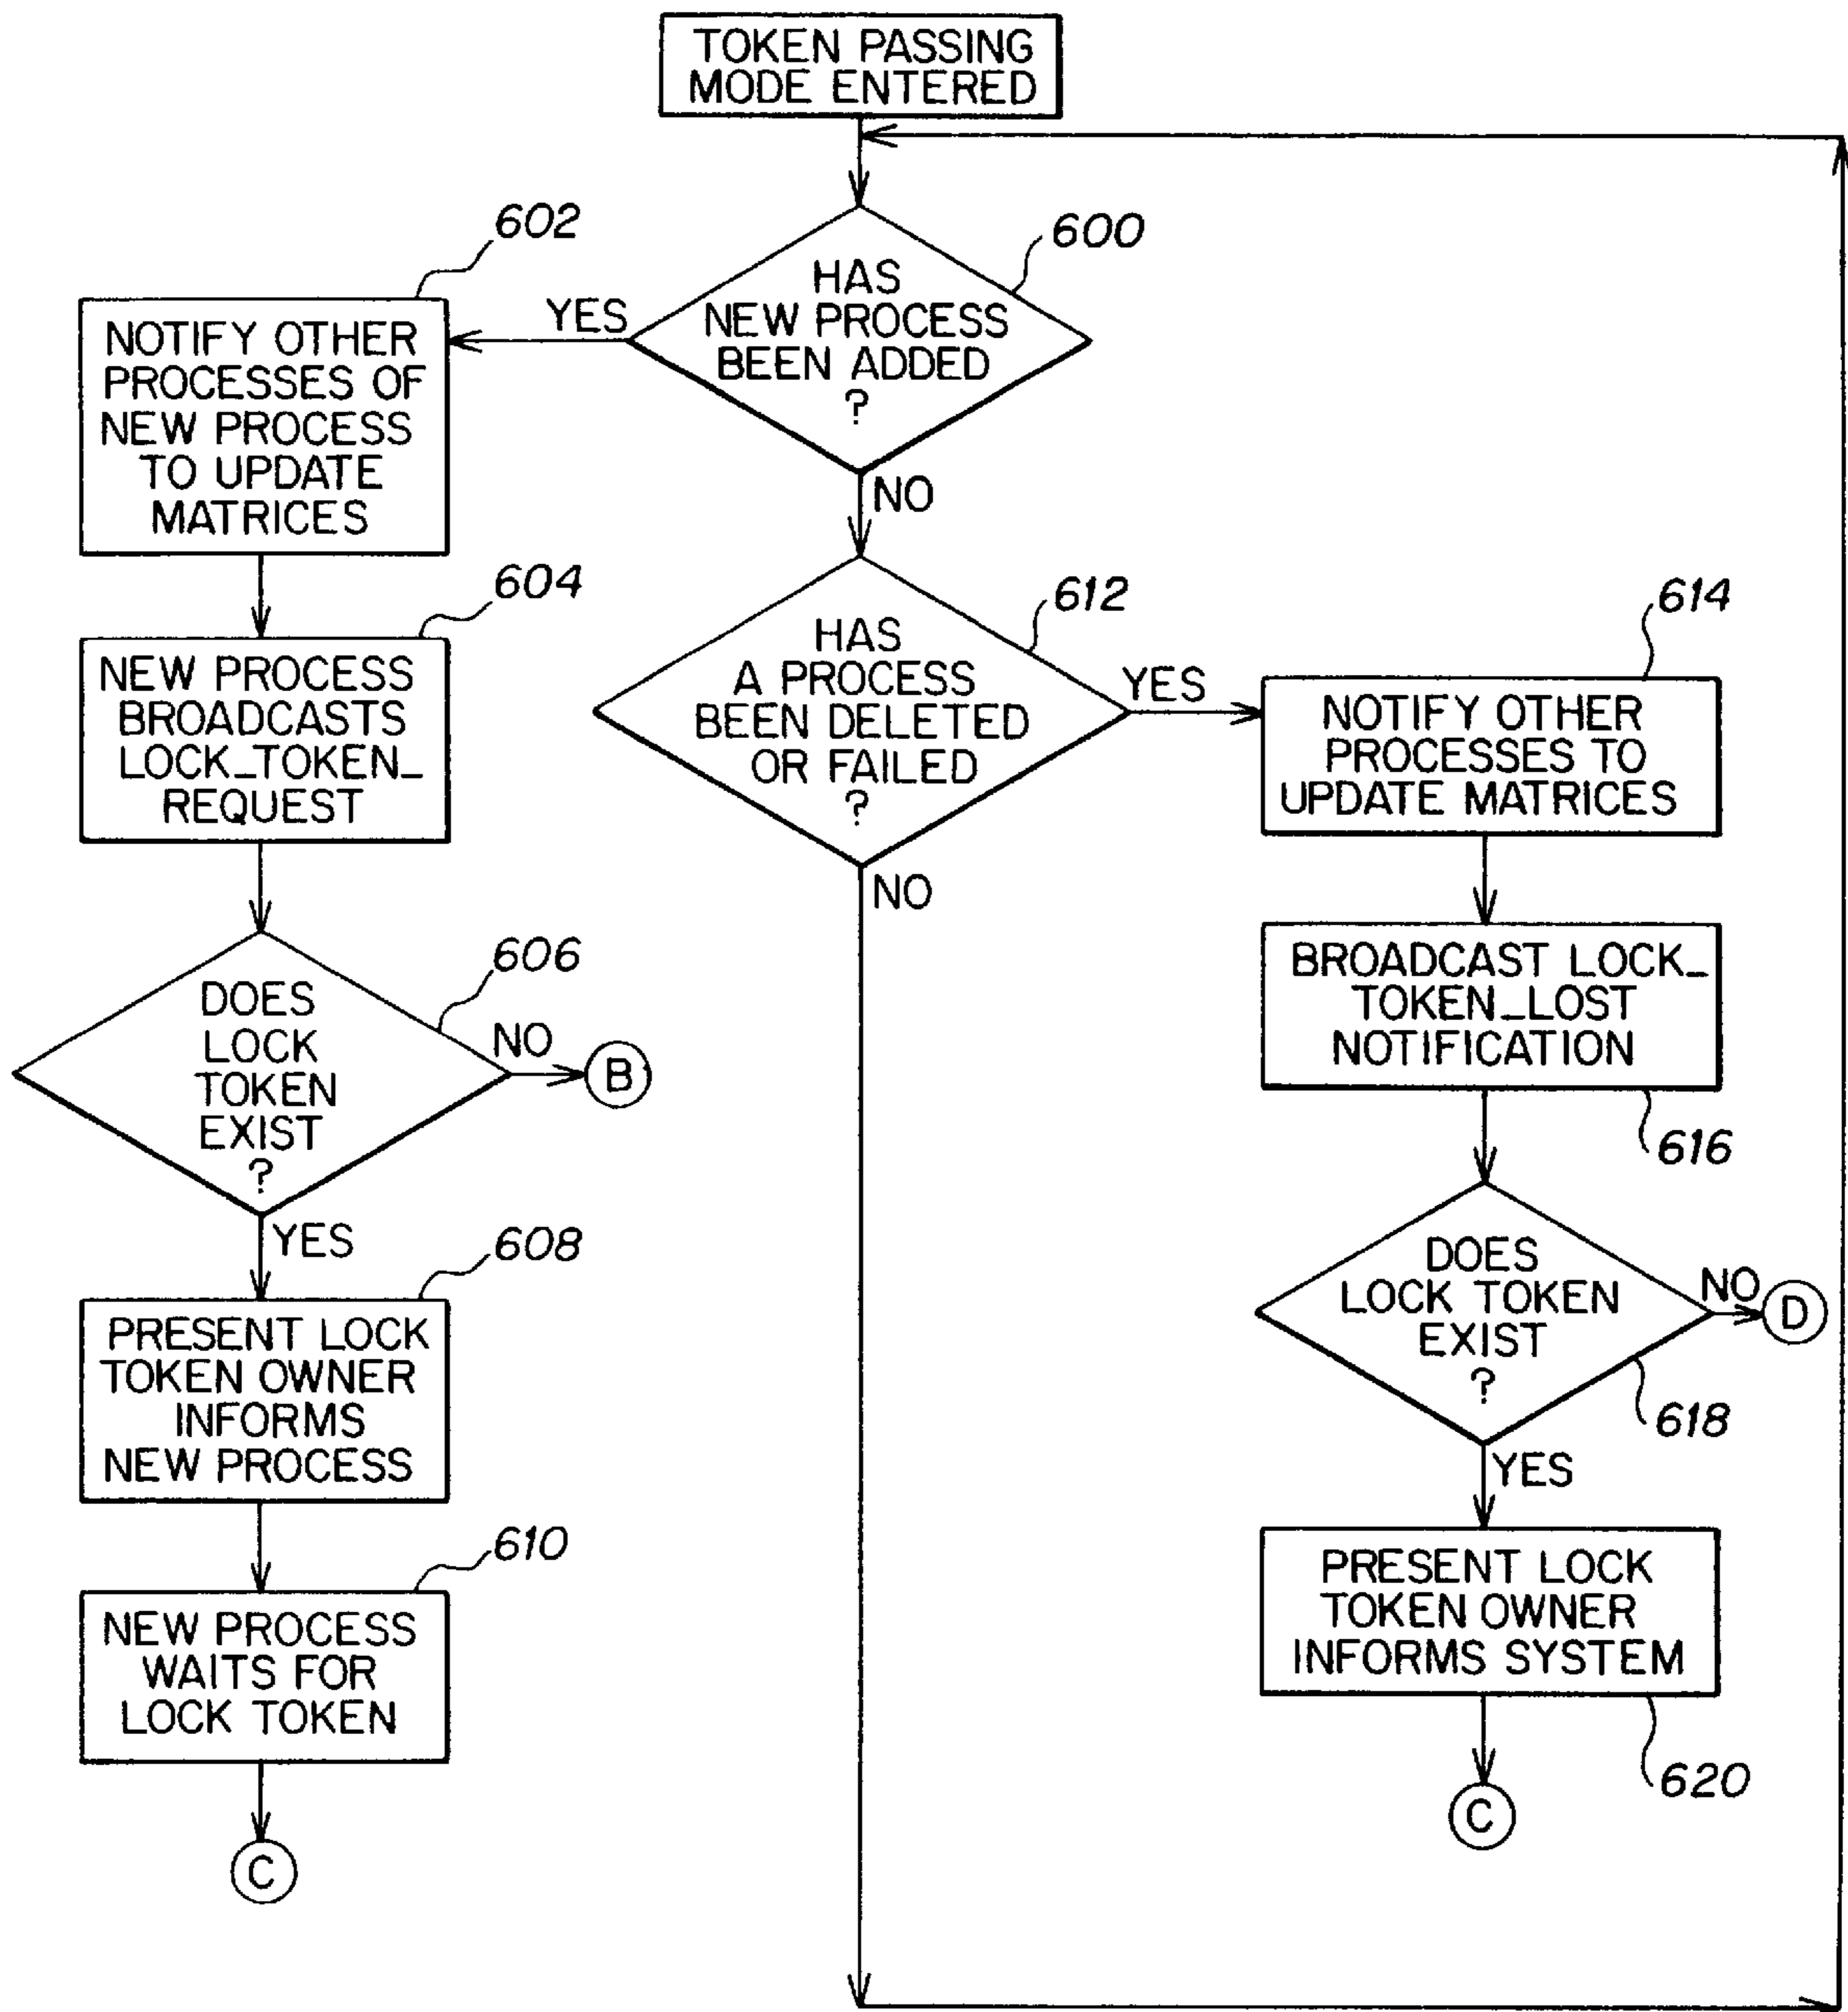 TOKEN PASSING
MODE ENTERED
600
HAS
NEW PROCESS
BEEN ADDED
?
YES
NO
602
NOTIFY OTHER
PROCESSES OF
NEW PROCESS
TO UPDATE
MATRICES
604
NEW PROCESS
BROADCASTS
LOCK_TOKEN_
REQUEST
606
DOES
LOCK
TOKEN
EXIST
?
NO
B
YES
608
PRESENT LOCK
TOKEN OWNER
INFORMS
NEW PROCESS
610
NEW PROCESS
WAITS FOR
LOCK TOKEN
C
612
HAS
A PROCESS
BEEN DELETED
OR FAILED
?
YES
NO
614
NOTIFY OTHER
PROCESSES TO
UPDATE MATRICES
BROADCAST LOCK_
TOKEN_LOST
NOTIFICATION
616
DOES
LOCK TOKEN
EXIST
?
NO
D
618
YES
PRESENT LOCK
TOKEN OWNER
INFORMS SYSTEM
620
C